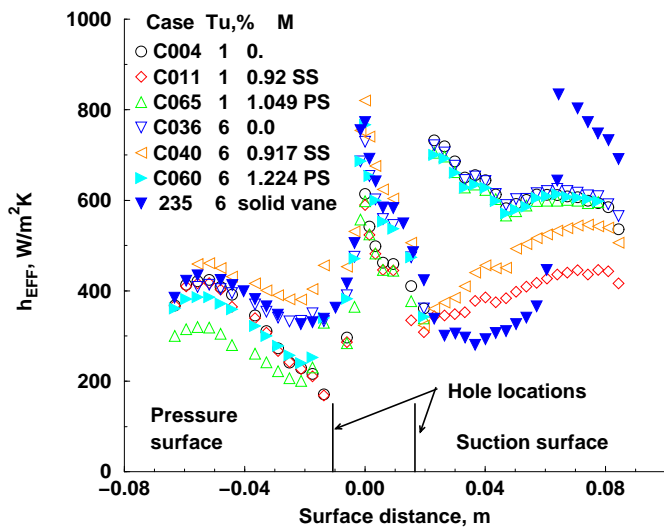 Case Tu,% M
C004 1 0.
C011 1 0.92 SS
C065 1 1.049 PS
C036 6 0.0
C040 6 0.917 SS
C060 6 1.224 PS
235 6 solid vane
1000
800
600
400
200
0
hEFF, W/m²K
Hole locations
Pressure
surface
Suction surface
−0.08
−0.04
0.00
0.04
0.08
Surface distance, m